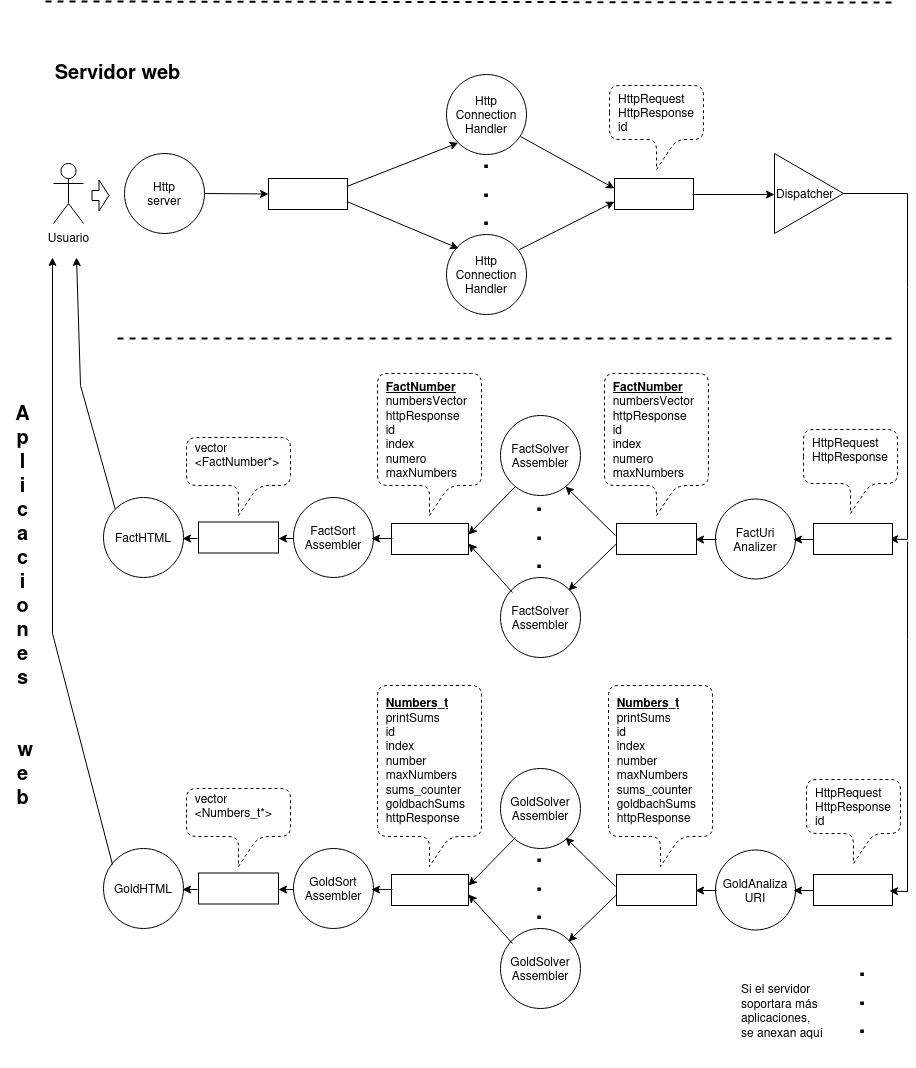 Servidor web
Http
Connection
Handler
HttpRequest
HttpResponse
id
Http
server
Dispatcher
Usuario
Http
Connection
Handler
Aplicaciones
web
FactNumber
numbersVector
httpResponse
id
index
numero
maxNumbers
FactNumber
numbersVector
httpResponse
id
index
numero
maxNumbers
vector
<FactNumber*>
FactSolver
Assembler
HttpRequest
HttpResponse
FactHTML
FactSort
Assembler
FactUri
Analizer
FactSolver
Assembler
Numbers_t
printSums
id
index
number
maxNumbers
sums_counter
goldbachSums
httpResponse
Numbers_t
printSums
id
index
number
maxNumbers
sums_counter
goldbachSums
httpResponse
vector
<Numbers_t*>
GoldSolver
Assembler
HttpRequest
HttpResponse
id
GoldHTML
GoldSort
Assembler
GoldAnaliza
URI
GoldSolver
Assembler
Si el servidor
soportara más
aplicaciones,
se anexan aquí